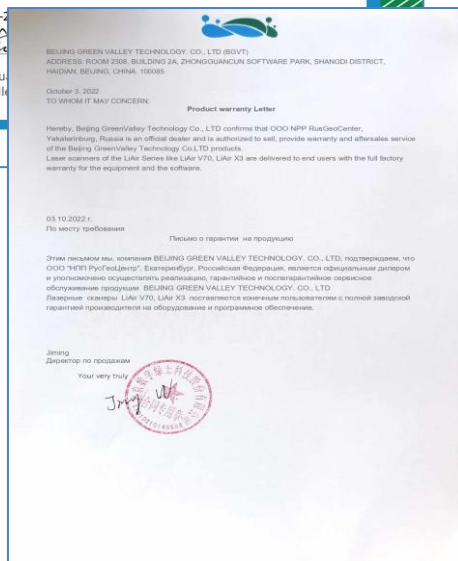 BEIJING GREEN VALLEY TECHNOLOGY. CO., LTD (BGVT)
ADDRESS: ROOM 2308, BUILDING 2A, ZHONGGUANCUN SOFTWARE PARK, SHANGDI DISTRICT,
HAIDIAN, BEIJING, CHINA. 100085
October 3, 2022
TO WHOM IT MAY CONCERN:
Product warranty Letter
Hereby, Beijing GreenValley Technology Co., LTD confirms that OOO NPP RusGeoCenter,
Yekaterinburg, Russia is an official dealer and is authorized to sell, provide warranty and aftersales service
of the Beijing GreenValley Technology Co.LTD products.
Laser scanners of the LiAir Series like LiAir V70, LiAir X3 are delivered to end users with the full factory
warranty for the equipment and the software.
03.10.2022 г.
По месту требования
Письмо о гарантии на продукцию
Этим письмом мы, компания BEIJING GREEN VALLEY TECHNOLOGY. CO., LTD, подтверждаем, что
ООО "НПП РусГеоЦентр", Екатеринбург, Российская Федерация, является официальным дилером
и уполномочено осуществлять реализацию, гарантийное и послегарантийное сервисное
обслуживание продукции BEIJING GREEN VALLEY TECHNOLOGY. CO., LTD
Лазерные сканеры LiAir V70, LiAir X3 поставляются конечным пользователям с полной заводской
гарантией производителя на оборудование и программное обеспечение.
Jiming
Директор по продажам
Your very truly